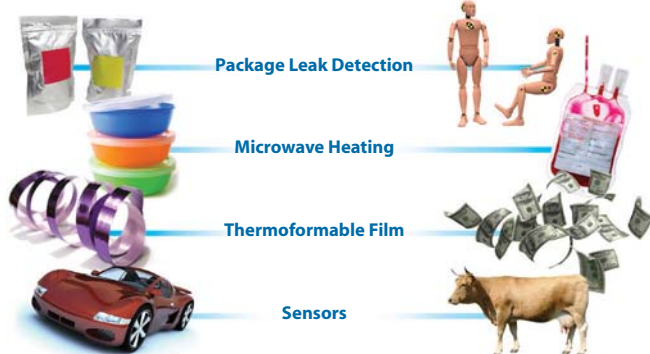 Package Leak Detection
Microwave Heating
Thermoformable Film
Sensors